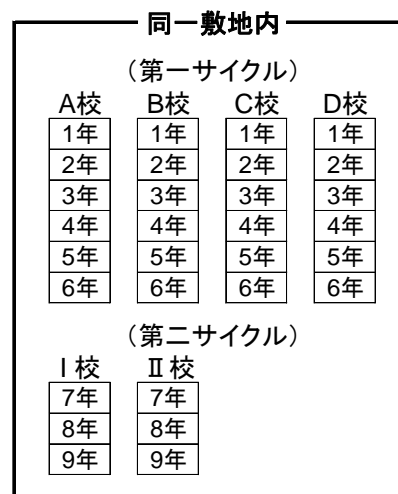 同一敷地内
（第一サイクル）
A校 B校 C校 D校
1年 1年 1年 1年
2年 2年 2年 2年
3年 3年 3年 3年
4年 4年 4年 4年
5年 5年 5年 5年
6年 6年 6年 6年
（第二サイクル）
Ⅰ校 Ⅱ校
7年 7年
8年 8年
9年 9年